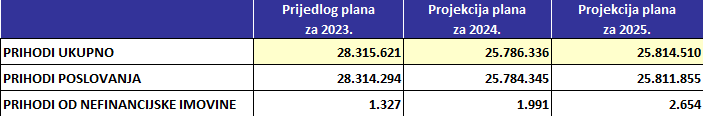 Prijedlog plana za 2023. Projekcija plana za 2024. Projekcija plana za 2025.
PRIHODI UKUPNO 28.315.621 25.786.336 25.814.510
PRIHODI POSLOVANJA 28.314.294 25.784.345 25.811.855
PRIHODI OD NEFINANCIJSKE IMOVINE 1.327 1.991 2.654